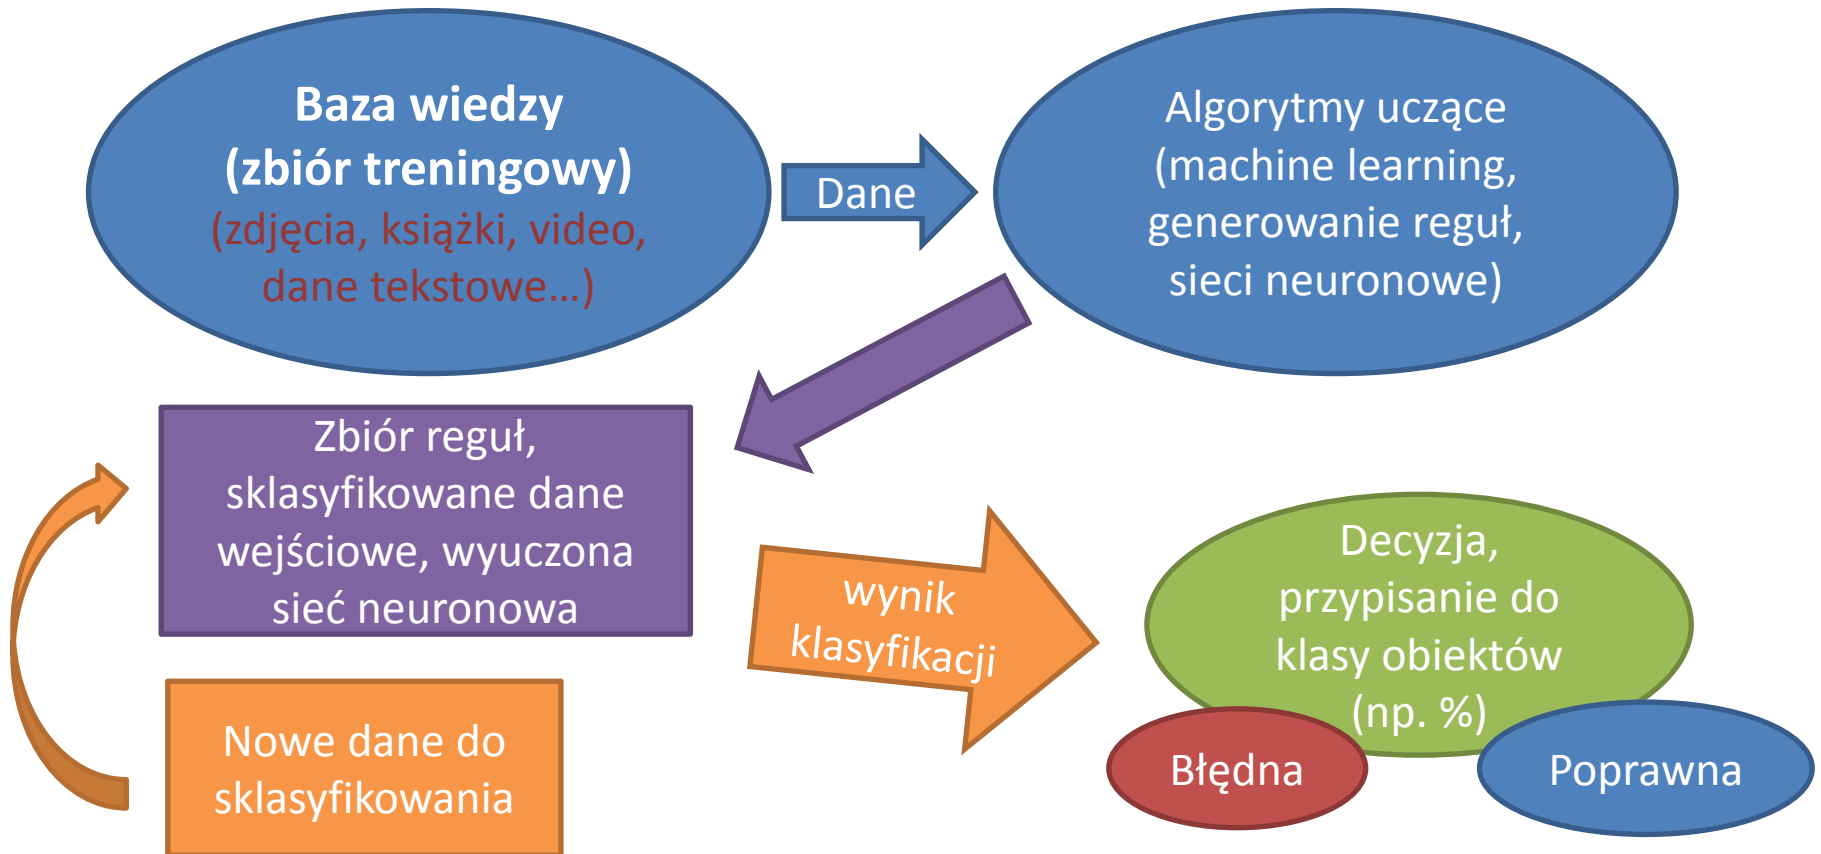 Baza wiedzy
(zbiór treningowy)
(zdjęcia, książki, video,
dane tekstowe...)
Dane
Algorytmy uczące
(machine learning,
generowanie reguł,
sieci neuronowe)
Zbiór reguł,
sklasyfikowane dane
wejściowe, wyuczona
sieć neuronowa
Nowe dane do
sklasyfikowania
wynik
klasyfikacji
Decyzja,
przypisanie do
klasy obiektów
(np. %)
Błędna
Poprawna